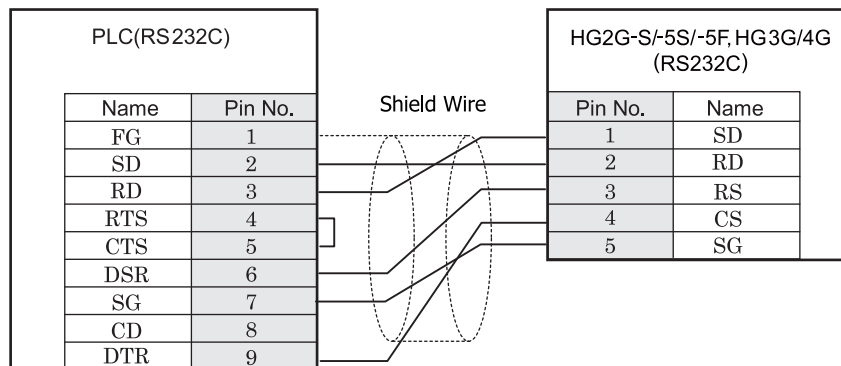 PLC(RS232C)
Name Pin No.
FG 1
SD 2
RD 3
RTS 4
CTS 5
DSR 6
SG 7
CD 8
DTR 9
Shield Wire
HG2G-S/-5S/-5F, HG3G/4G
(RS232C)
Pin No. Name
1 SD
2 RD
3 RS
4 CS
5 SG